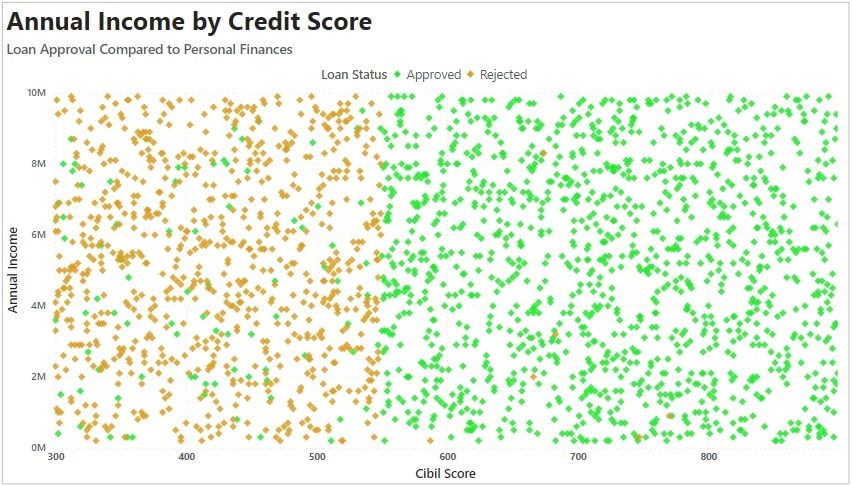 Annual Income by Credit Score
Loan Approval Compared to Personal Finances
Loan Status Approved Rejected
10M
8M
6M
4M
2M
0M
Annual Income
300 400 500 600 700 800
Cibil Score